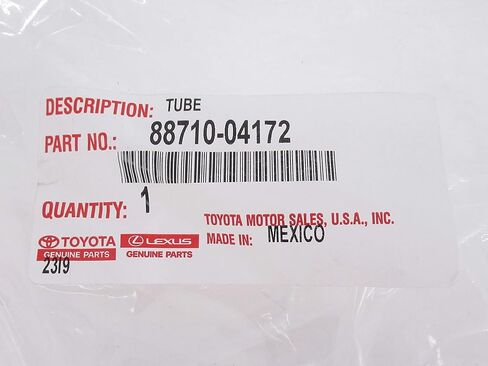 DESCRIPTION: TUBE
PART NO.: 88710-04172
QUANTITY: 1
TOYOTA MOTOR SALES, U.S.A., INC.
TOYOTA LEXUS MADE IN: MEXICO
GENUINE PARTS GENUINE PARTS
23I9